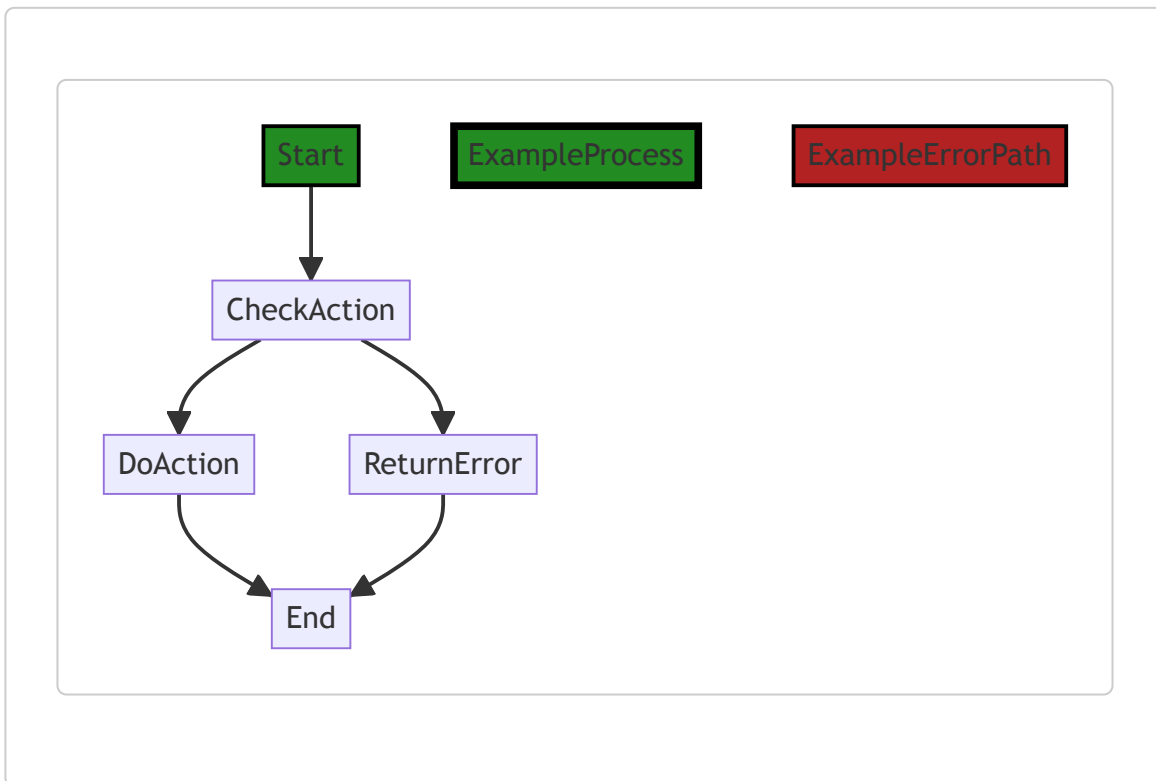 Start
ExampleProcess
ExampleErrorPath
CheckAction
DoAction
ReturnError
End